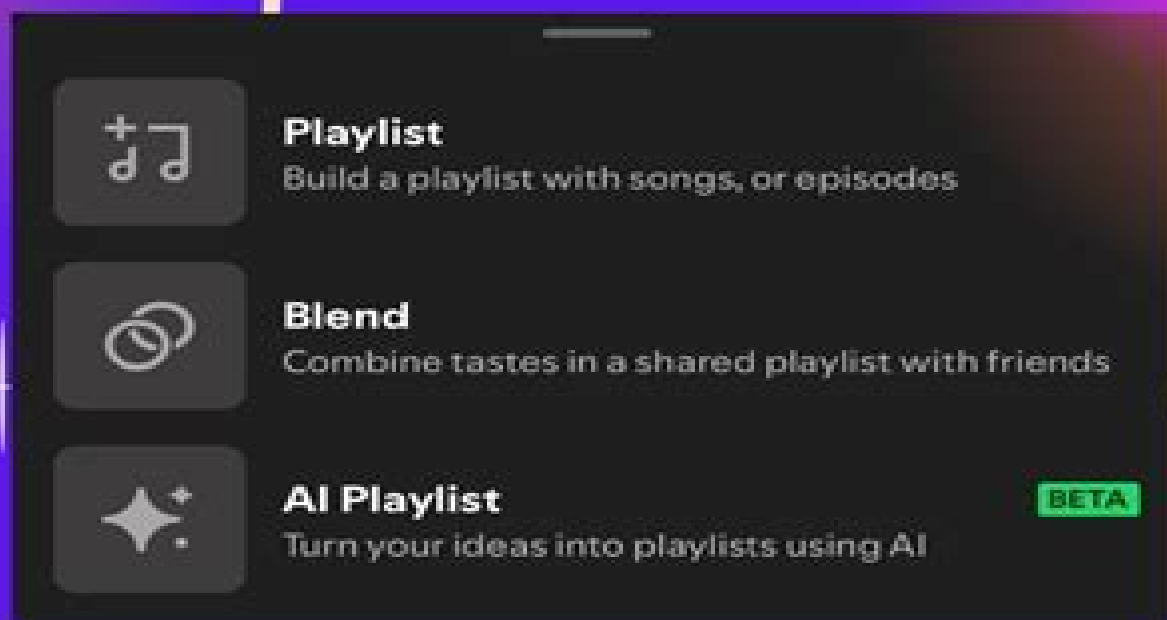 Playlist
Build a playlist with songs, or episodes
Blend
Combine tastes in a shared playlist with friends
AI Playlist
BETA
Turn your ideas into playlists using AI